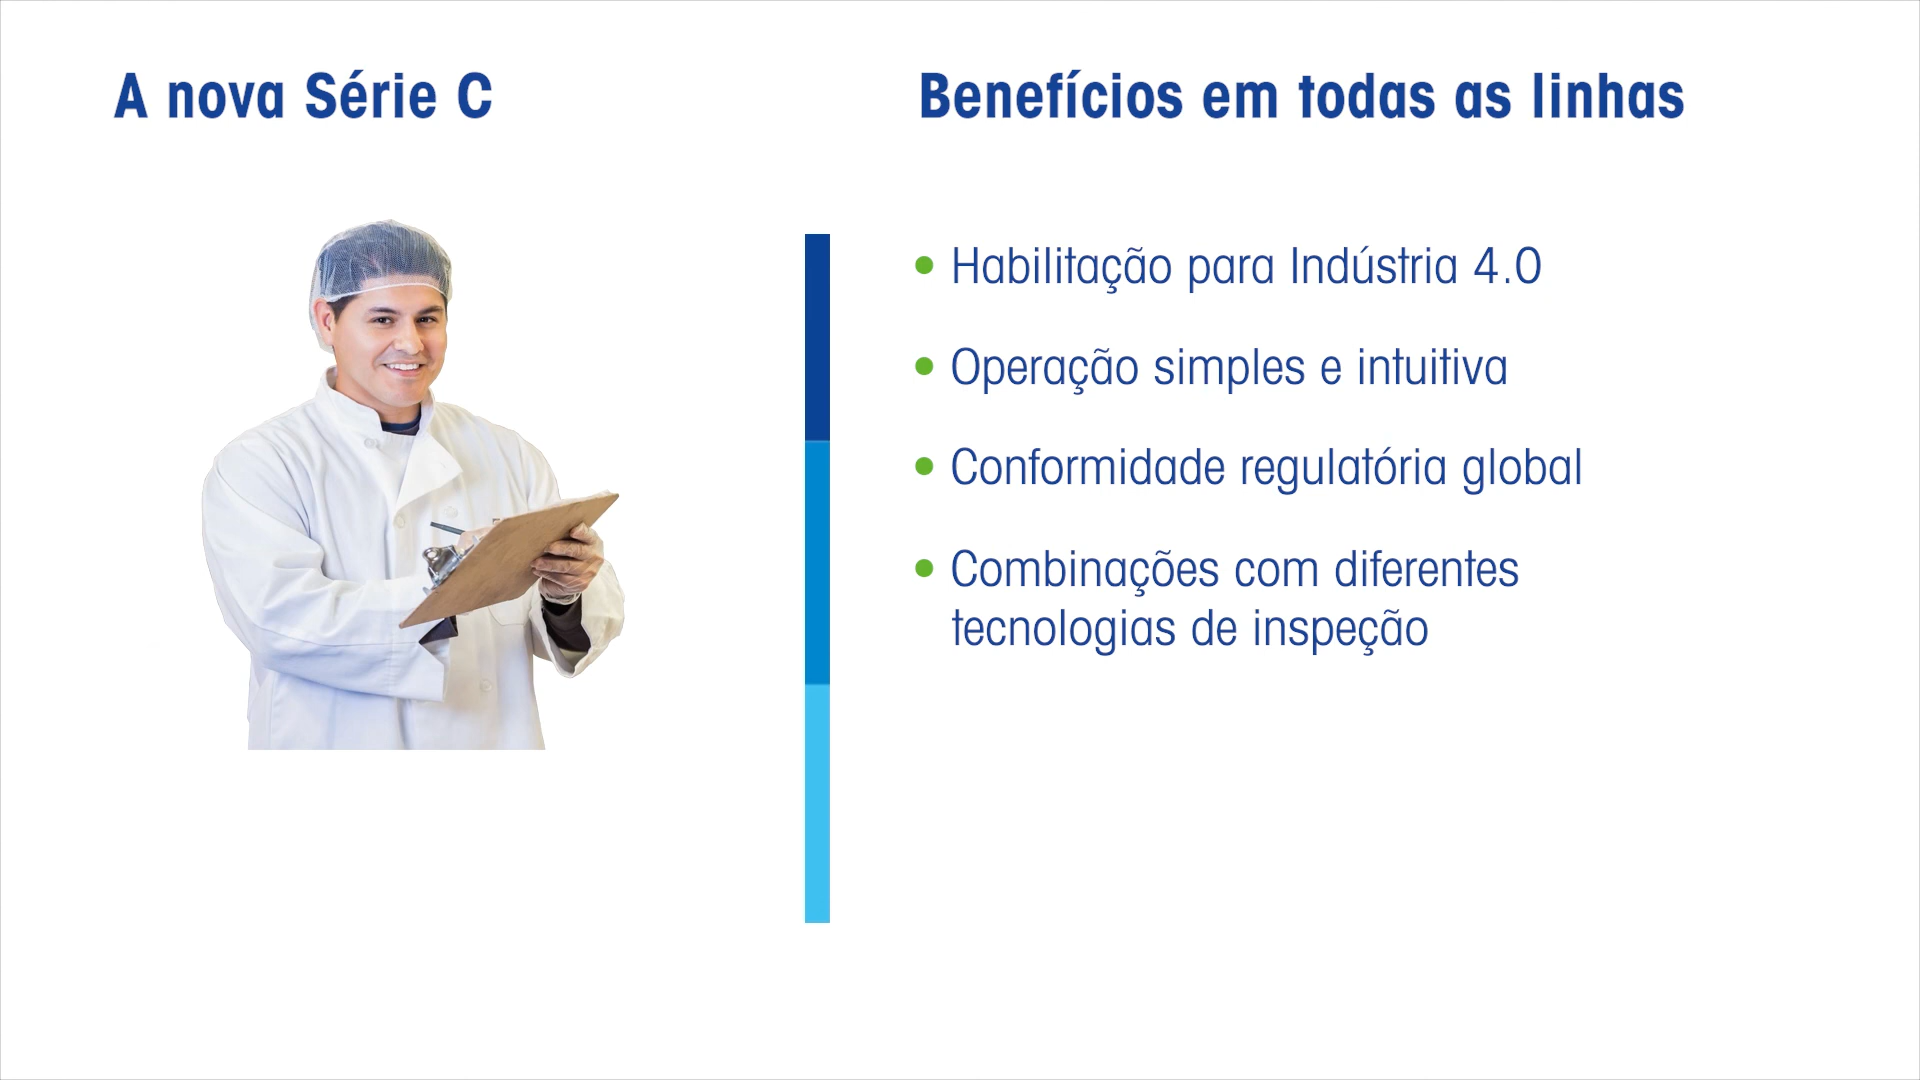 A nova Série C
Benefícios em todas as linhas
• Habilitação para Indústria 4.0
• Operação simples e intuitiva
• Conformidade regulatória global
• Combinações com diferentes
tecnologias de inspeção